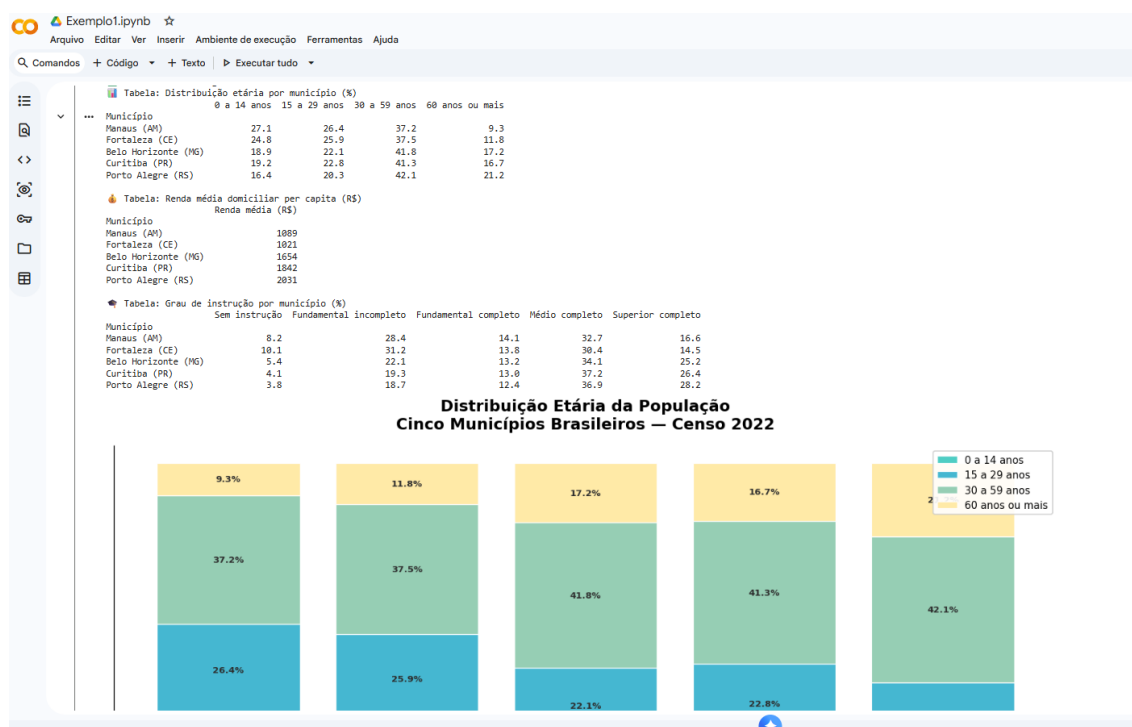 Exemplo1.ipynb
Arquivo Editar Ver Inserir Ambiente de execução Ferramentas Ajuda
Comandos + Código + Texto Executar tudo
Tabela: Distribuição etária por município (%)
0 a 14 anos 15 a 29 anos 30 a 59 anos 60 anos ou mais
Município
Manaus (AM) 27.1 26.4 37.2 9.3
Fortaleza (CE) 24.8 25.9 37.5 11.8
Belo Horizonte (MG) 18.9 22.1 41.8 17.2
Curitiba (PR) 19.2 22.8 41.3 16.7
Porto Alegre (RS) 16.4 20.3 42.1 21.2
Tabela: Renda média domiciliar per capita (R$)
Renda média (R$)
Município
Manaus (AM) 1089
Fortaleza (CE) 1021
Belo Horizonte (MG) 1654
Curitiba (PR) 1842
Porto Alegre (RS) 2031
Tabela: Grau de instrução por município (%)
Sem instrução Fundamental incompleto Fundamental completo Médio completo Superior completo
Município
Manaus (AM) 8.2 28.4 14.1 32.7 16.6
Fortaleza (CE) 10.1 31.2 13.8 30.4 14.5
Belo Horizonte (MG) 5.4 22.1 13.2 34.1 25.2
Curitiba (PR) 4.1 19.3 13.0 37.2 26.4
Porto Alegre (RS) 3.8 18.7 12.4 36.9 28.2
Distribuição Etária da População
Cinco Municípios Brasileiros — Censo 2022
0 a 14 anos
15 a 29 anos
30 a 59 anos
60 anos ou mais
9.3% 11.8% 17.2% 16.7%
37.2% 37.5% 41.8% 41.3% 42.1%
26.4% 25.9% 22.1% 22.8%